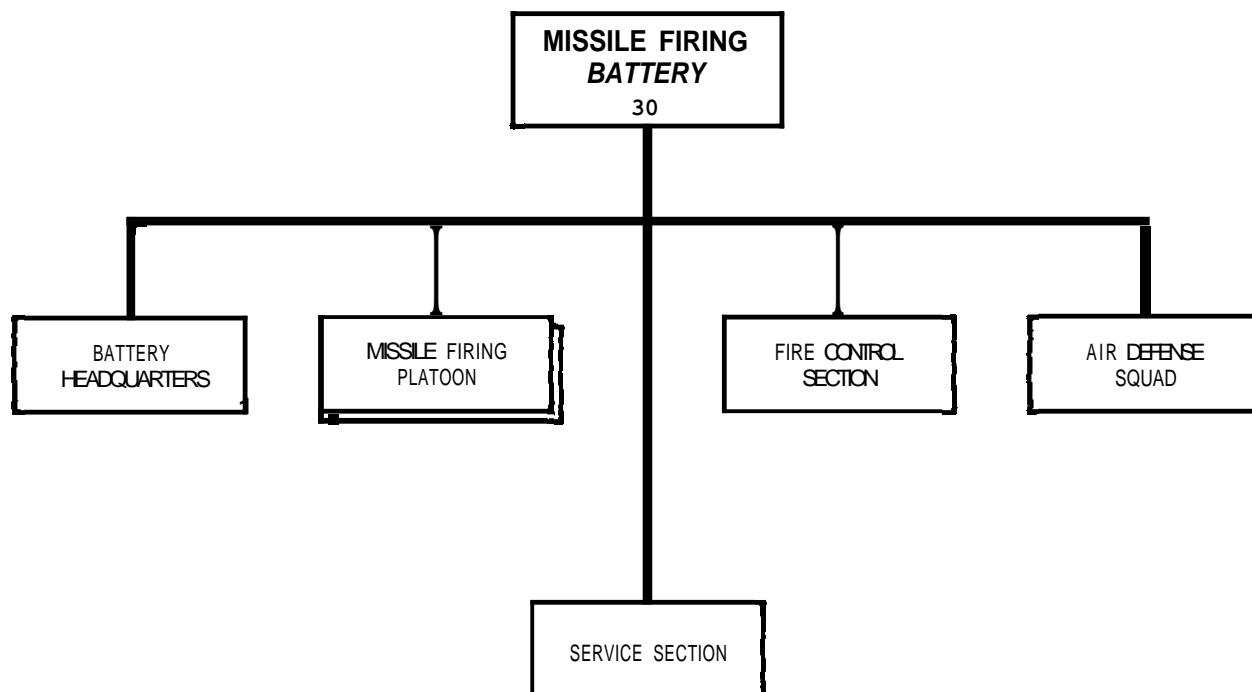 MISSILE FIRING
BATTERY
30
BATTERY
HEADQUARTERS
MISSILE FIRING
PLATOON
FIRE CONTROL
SECTION
AIR DEFENSE
SQUAD
SERVICE SECTION